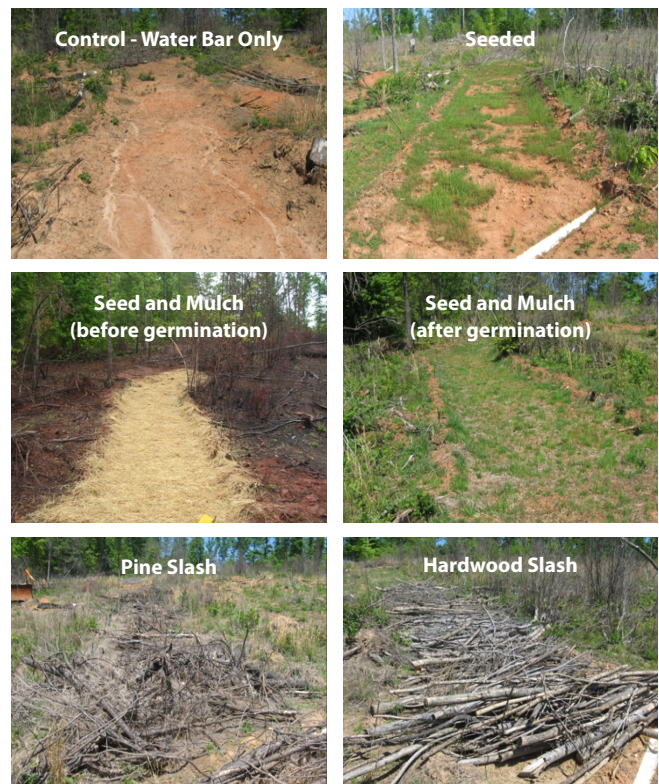 Control - Water Bar Only
Seeded
Seed and Mulch
(before germination)
Seed and Mulch
(after germination)
Pine Slash
Hardwood Slash